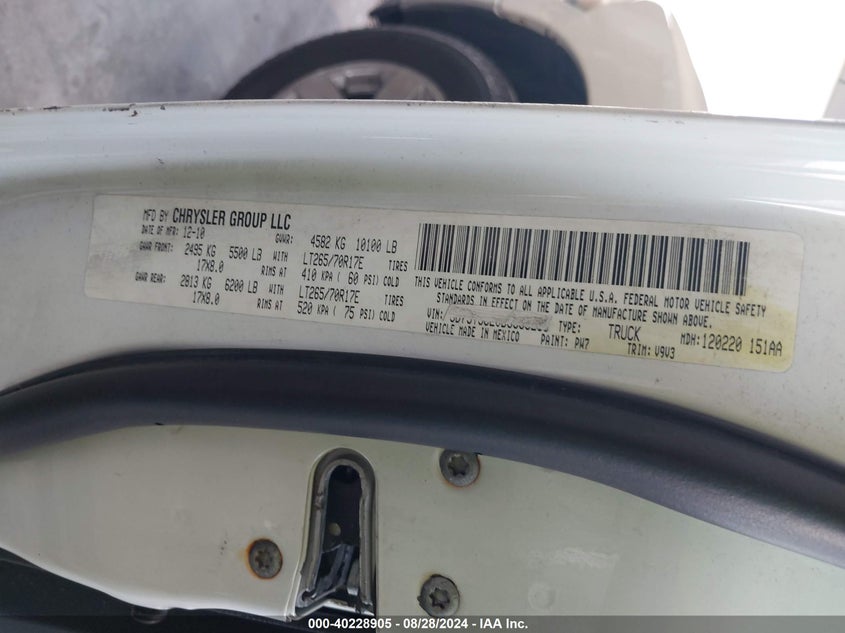 MFD BY CHRYSLER GROUP LLC
DATE OF MFR: 12-10 GVWR: 4582 KG 10100 LB
GAWR FRONT: 2495 KG 5500 LB WITH LT265/70R17E TIRES
17X8.0 RIMS AT 410 KPA ( 60 PSI) COLD
GAWR REAR: 2813 KG 6200 LB WITH LT265/70R17E TIRES
17X8.0 RIMS AT 520 KPA ( 75 PSI) COLD
THIS VEHICLE CONFORMS TO ALL APPLICABLE U.S.A. FEDERAL MOTOR VEHICLE SAFETY
STANDARDS IN EFFECT ON THE DATE OF MANUFACTURE SHOWN ABOVE.
VIN: TYPE: TRUCK MDH: 120220 151AA
VEHICLE MADE IN MEXICO PAINT: PW7 TRIM: V9V3
000-40228905 - 08/28/2024 - IAA Inc.